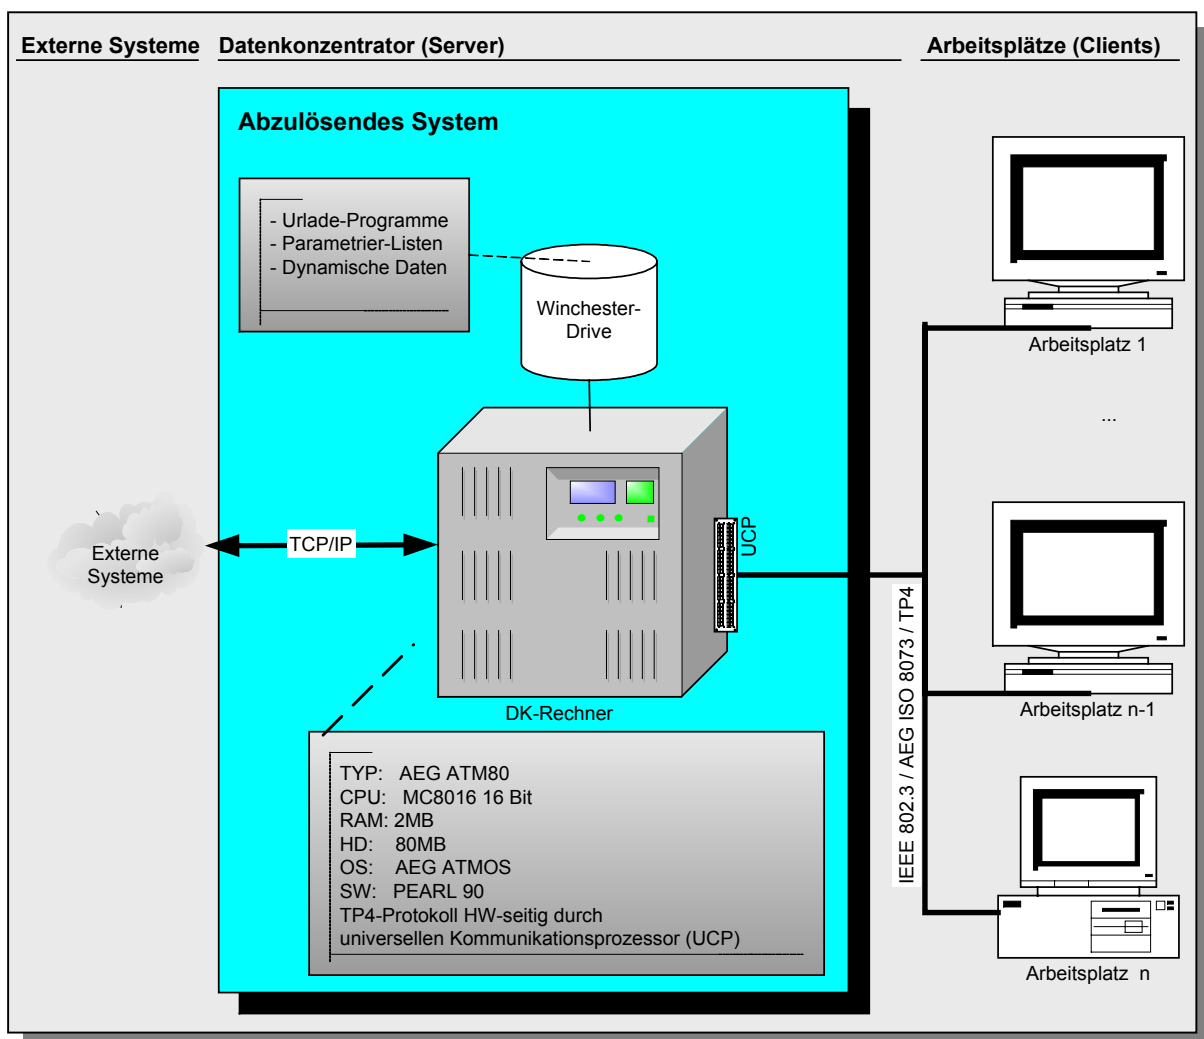 Externe Systeme
Datenkonzentrator (Server)
Arbeitsplätze (Clients)
Abzulösendes System
- Urlade-Programme
- Parametrier-Listen
- Dynamische Daten
Winchester-
Drive
Arbeitsplatz 1
...
Externe
Systeme
TCP/IP
UCP
DK-Rechner
IEEE 802.3 / AEG ISO 8073 / TP4
Arbeitsplatz n-1
TYP: AEG ATM80
CPU: MC8016 16 Bit
RAM: 2MB
HD: 80MB
OS: AEG ATMOS
SW: PEARL 90
TP4-Protokoll HW-seitig durch
universellen Kommunikationsprozessor (UCP)
Arbeitsplatz n